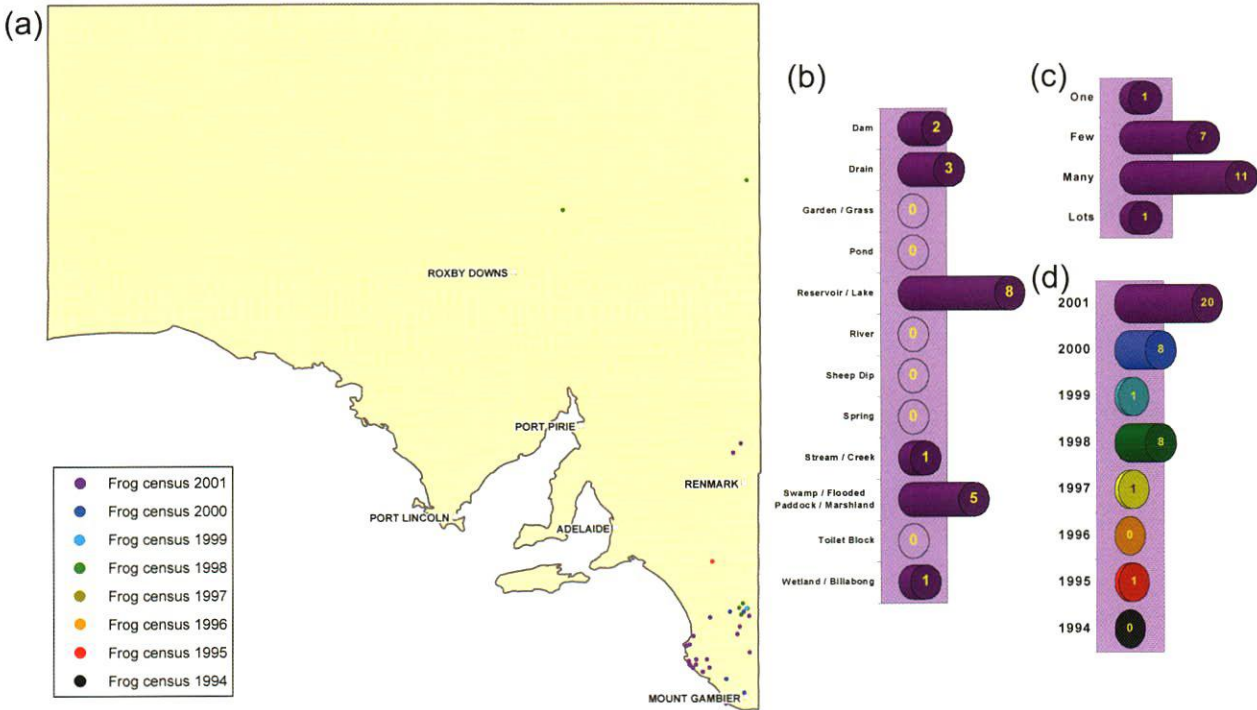 (a)
ROXBY DOWNS
PORT PIRIE
RENMARK
PORT LINCOLN
ADELAIDE
MOUNT GAMBIER
Frog census 2001
Frog census 2000
Frog census 1999
Frog census 1998
Frog census 1997
Frog census 1996
Frog census 1995
Frog census 1994
(b)
Dam 2
Drain 3
Garden / Grass 0
Pond 0
Reservoir / Lake 8
River 0
Sheep Dip 0
Spring 0
Stream / Creek 1
Swamp / Flooded
Paddock / Marshland 5
Toilet Block 0
Wetland / Billabong 1
(c)
One 1
Few 7
Many 11
Lots 1
(d)
2001 20
2000 8
1999 1
1998 8
1997 1
1996 0
1995 1
1994 0